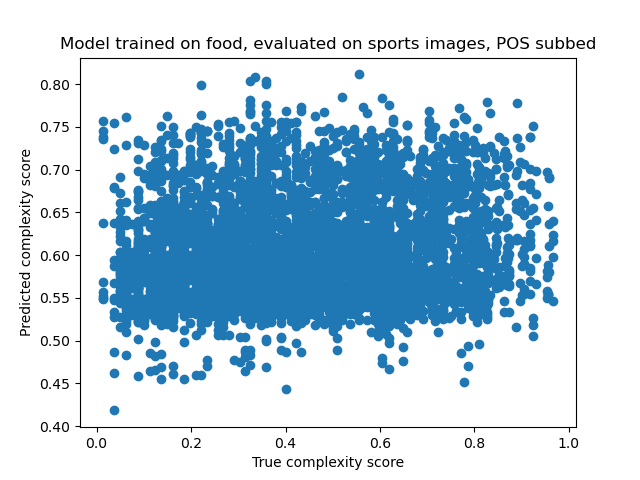 Model trained on food, evaluated on sports images, POS subbed
0.80
0.75
0.70
0.65
0.60
0.55
0.50
0.45
0.40
Predicted complexity score
0.0 0.2 0.4 0.6 0.8 1.0
True complexity score